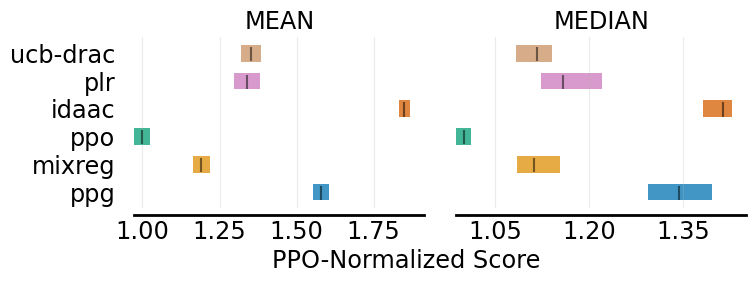 MEAN MEDIAN
ucb-drac
plr
idaac
ppo
mixreg
ppg
1.00 1.25 1.50 1.75 1.05 1.20 1.35
PPO-Normalized Score